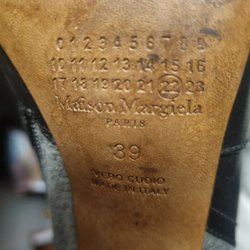 0 1 2 3 4 5 6 7 8 9
10 11 12 13 14 15 16
17 18 19 20 21 22 23
Maison Margiela
PARIS
39
VERO CUOIO
MADE IN ITALY